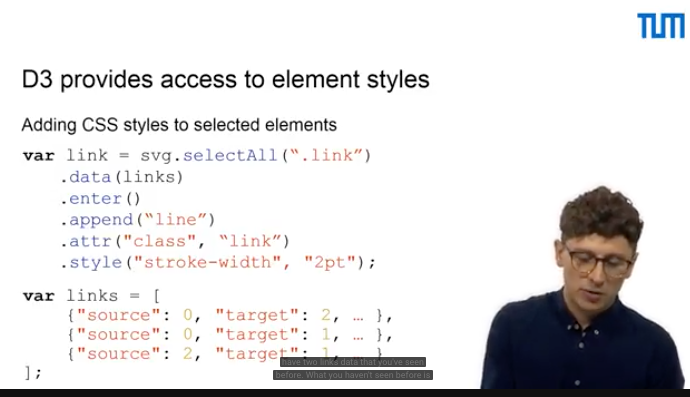 TUM
D3 provides access to element styles
Adding CSS styles to selected elements
var link = svg.selectAll(“.link”)
.data(links)
.enter()
.append(“line”)
.attr("class", “link”)
.style("stroke-width", "2pt");
var links = [
{"source": 0, "target": 2, … },
{"source": 0, "target": 1, … },
{"source": 2, "target": 1, … }
];
have two links data that you've seen
before. What you haven't seen before is